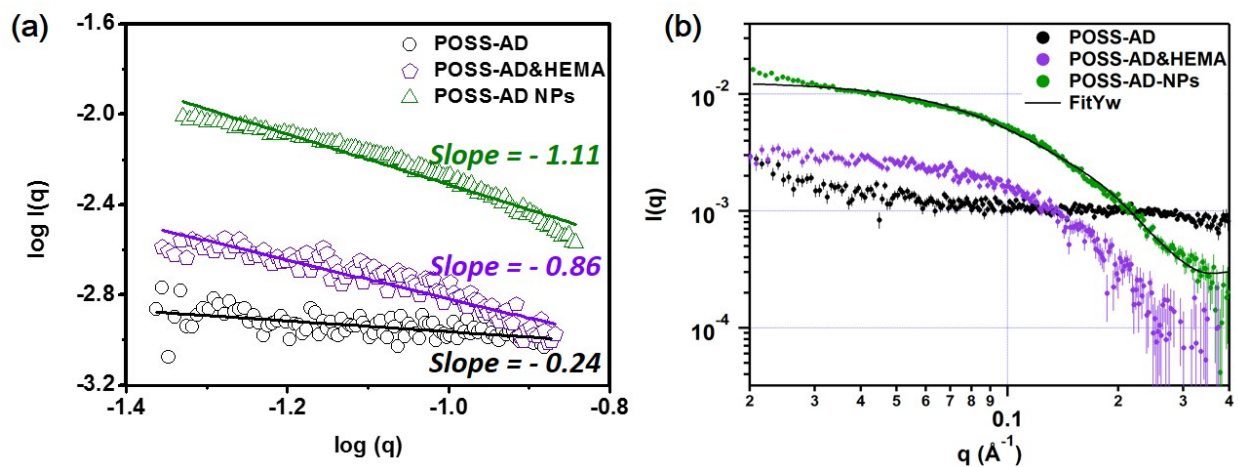 (a)
-1.6
-2.0
-2.4
-2.8
-3.2
log I(q)
POSS-AD
POSS-AD&HEMA
POSS-AD NPs
Slope = - 1.11
Slope = - 0.86
Slope = - 0.24
-1.4
-1.2
-1.0
-0.8
log (q)
(b)
10⁻²
10⁻³
10⁻⁴
I(q)
POSS-AD
POSS-AD&HEMA
POSS-AD-NPs
FitYw
2 3 4 5 6 7 8 9 0.1 2 3 4
q (Å⁻¹)